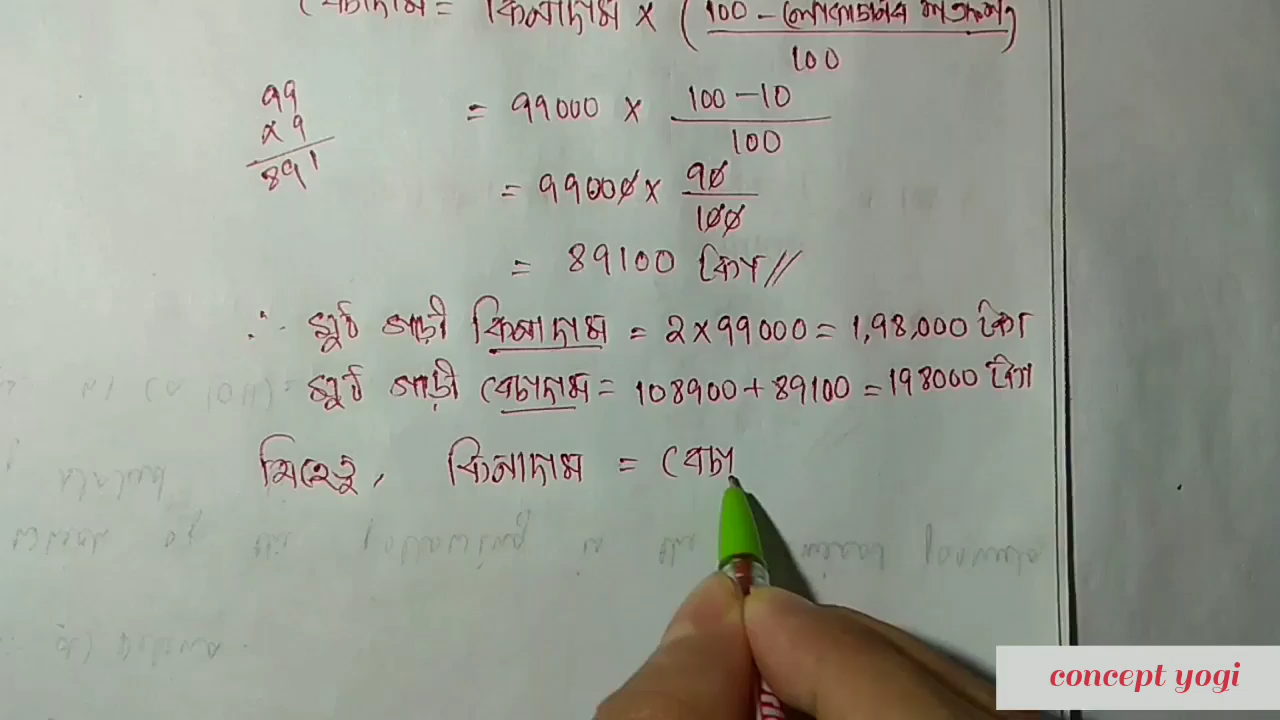 বেচাদাম = কিনাদাম × (100 - লোকচানৰ শতাংশ)
100
99
× 9
891
= 99000 × 100 - 10
100
= 99000 × 90
100
= 89100 টকা //
∴ মুঠ গাড়ী কিনাদাম = 2 × 99000 = 1,98,000 টকা
মুঠ গাড়ী বেচাদাম = 108900 + 89100 = 198000 টকা
যিহেতু, কিনাদাম = বেচা
concept yogi